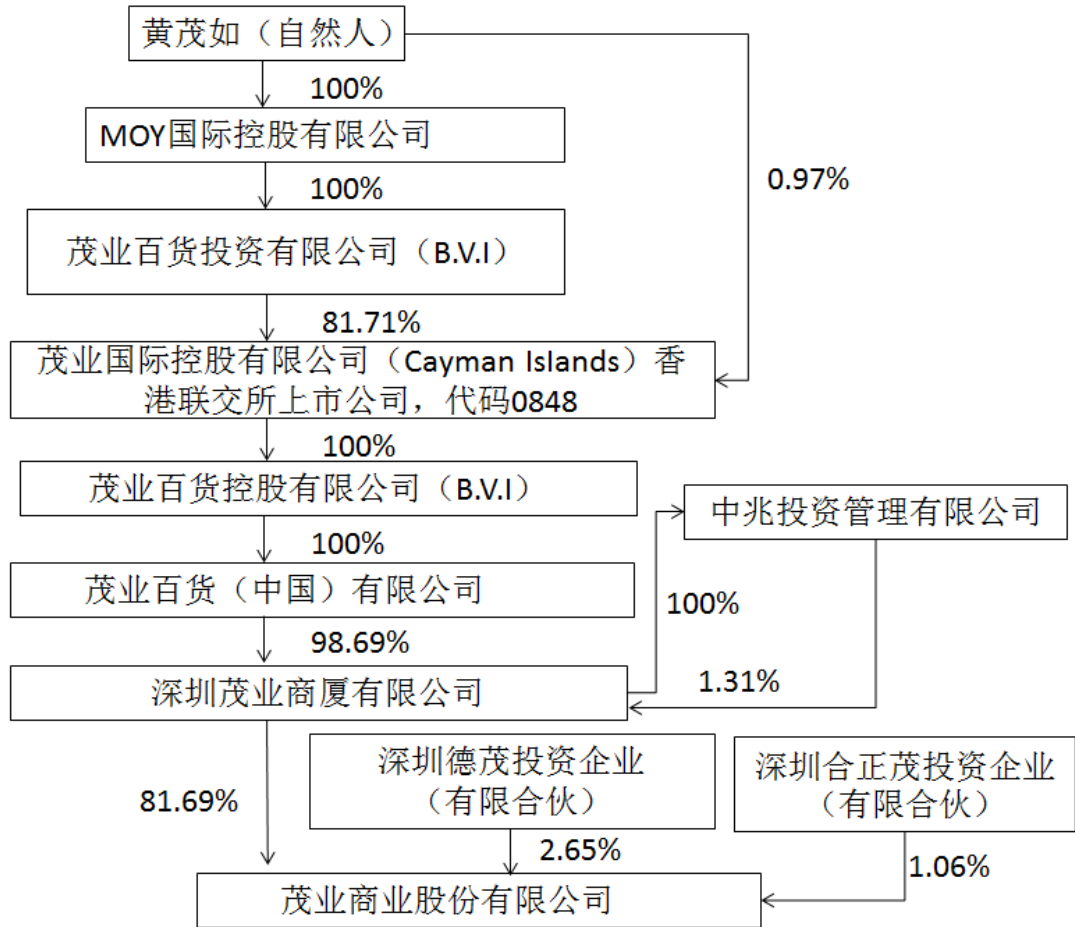 黄茂如（自然人）
100%
MOY国际控股有限公司
0.97%
100%
茂业百货投资有限公司（B.V.I）
81.71%
茂业国际控股有限公司（Cayman Islands）香
港联交所上市公司，代码0848
100%
茂业百货控股有限公司（B.V.I）
中兆投资管理有限公司
100%
茂业百货（中国）有限公司
100%
98.69%
深圳茂业商厦有限公司
1.31%
深圳德茂投资企业
（有限合伙）
深圳合正茂投资企业
（有限合伙）
81.69%
2.65%
1.06%
茂业商业股份有限公司